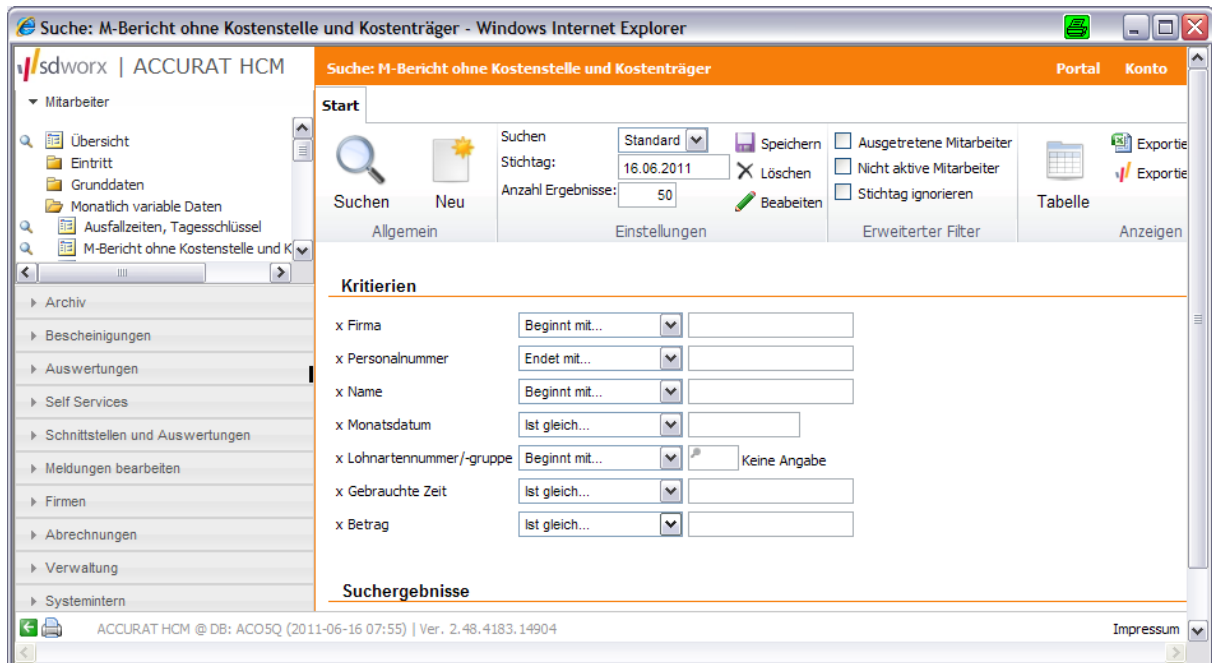 Suche: M-Bericht ohne Kostenstelle und Kostenträger - Windows Internet Explorer
sdworx | ACCURAT HCM
Suche: M-Bericht ohne Kostenstelle und Kostenträger
Portal
Konto
Mitarbeiter
Übersicht
Eintritt
Grunddaten
Monatlich variable Daten
Ausfallzeiten, Tagesschlüssel
M-Bericht ohne Kostenstelle und K
Archiv
Bescheinigungen
Auswertungen
Self Services
Schnittstellen und Auswertungen
Meldungen bearbeiten
Firmen
Abrechnungen
Verwaltung
Systemintern
Start
Suchen
Neu
Allgemein
Suchen Standard
Stichtag: 16.06.2011
Anzahl Ergebnisse: 50
Speichern
Löschen
Beabeiten
Einstellungen
Ausgetretene Mitarbeiter
Nicht aktive Mitarbeiter
Stichtag ignorieren
Erweiterter Filter
Tabelle
Exportie
Exportie
Anzeigen
Kritierien
x Firma Beginnt mit...
x Personalnummer Endet mit...
x Name Beginnt mit...
x Monatsdatum Ist gleich...
x Lohnartennummer/-gruppe Beginnt mit... Keine Angabe
x Gebrauchte Zeit Ist gleich...
x Betrag Ist gleich...
Suchergebnisse
ACCURAT HCM @ DB: ACO5Q (2011-06-16 07:55) | Ver. 2.48.4183.14904
Impressum